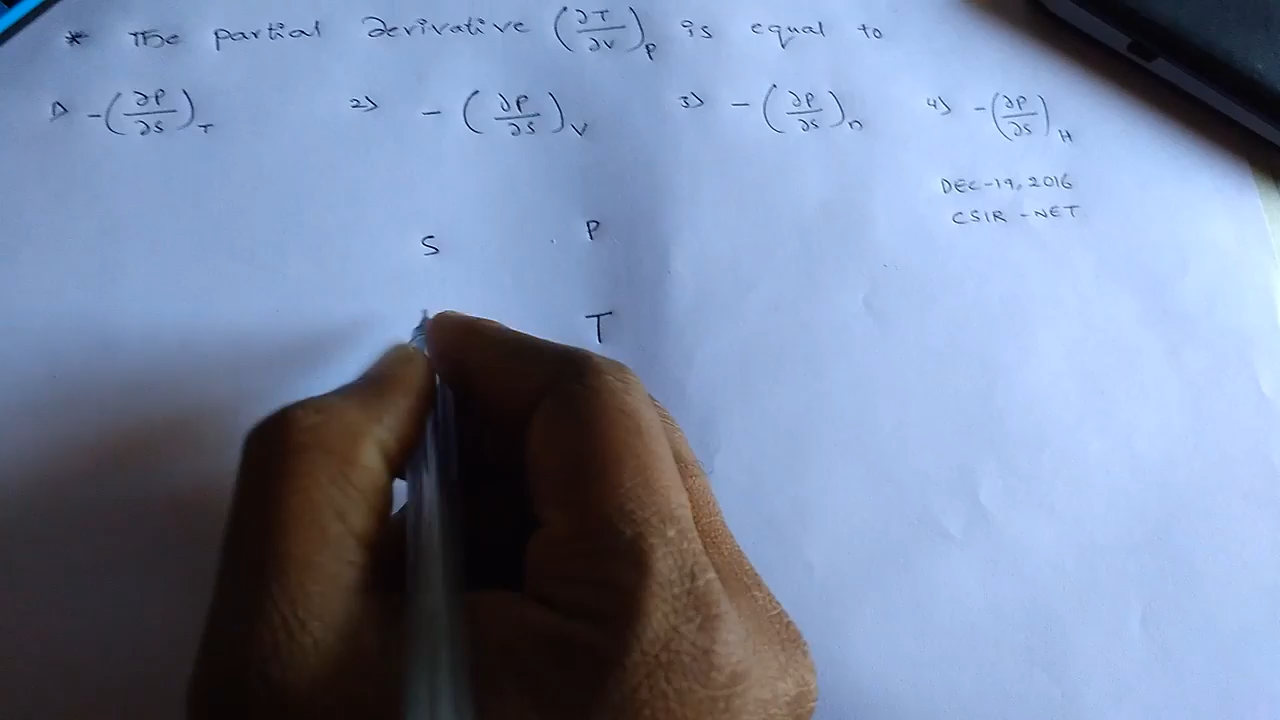 * The partial derivative (∂T/∂V)_P is equal to
1) -(∂P/∂S)_T 2) -(∂P/∂S)_V 3) -(∂P/∂S)_n 4) -(∂P/∂S)_H
DEC-19, 2016
CSIR-NET
S P
T